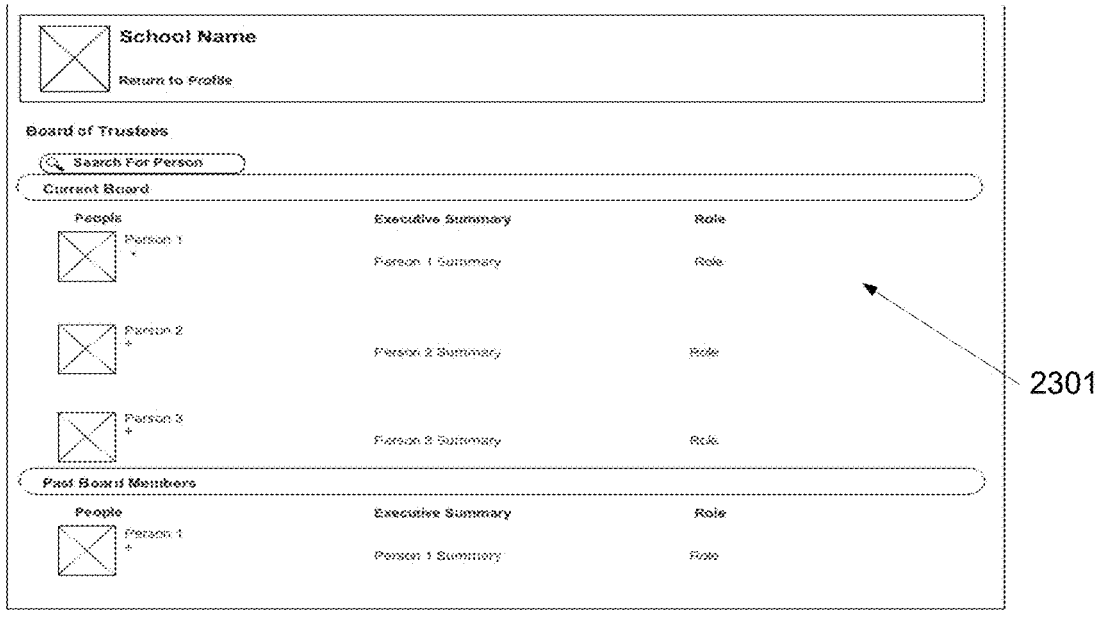 School Name
Return to Profile
Board of Trustees
Search For Person
Current Board
People Executive Summary Role
Person 1
+
Person 1 Summary Role
Person 2
+
Person 2 Summary Role
2301
Person 3
+
Person 3 Summary Role
Past Board Members
People Executive Summary Role
Person 1
+
Person 1 Summary Role